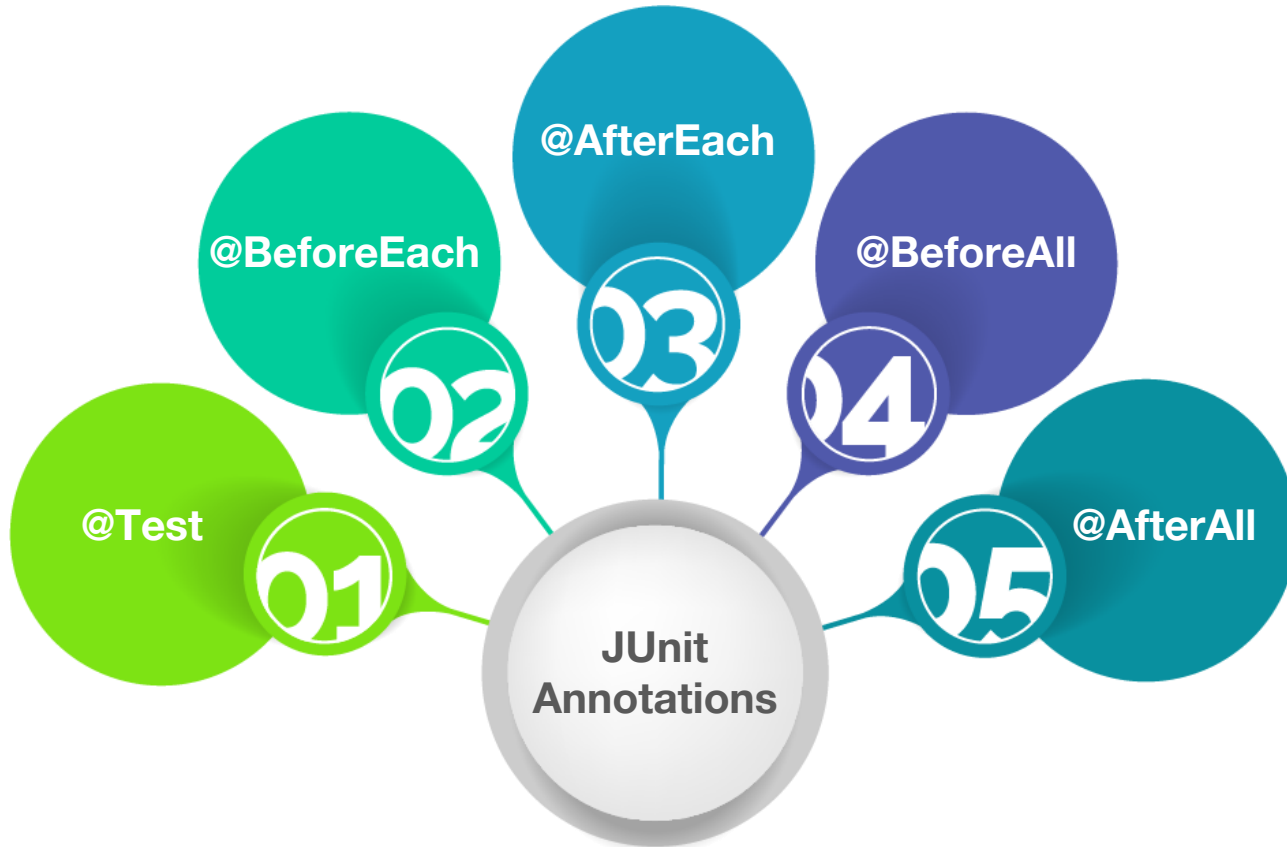 @Test
01
@BeforeEach
02
@AfterEach
03
@BeforeAll
04
@AfterAll
05
JUnit
Annotations